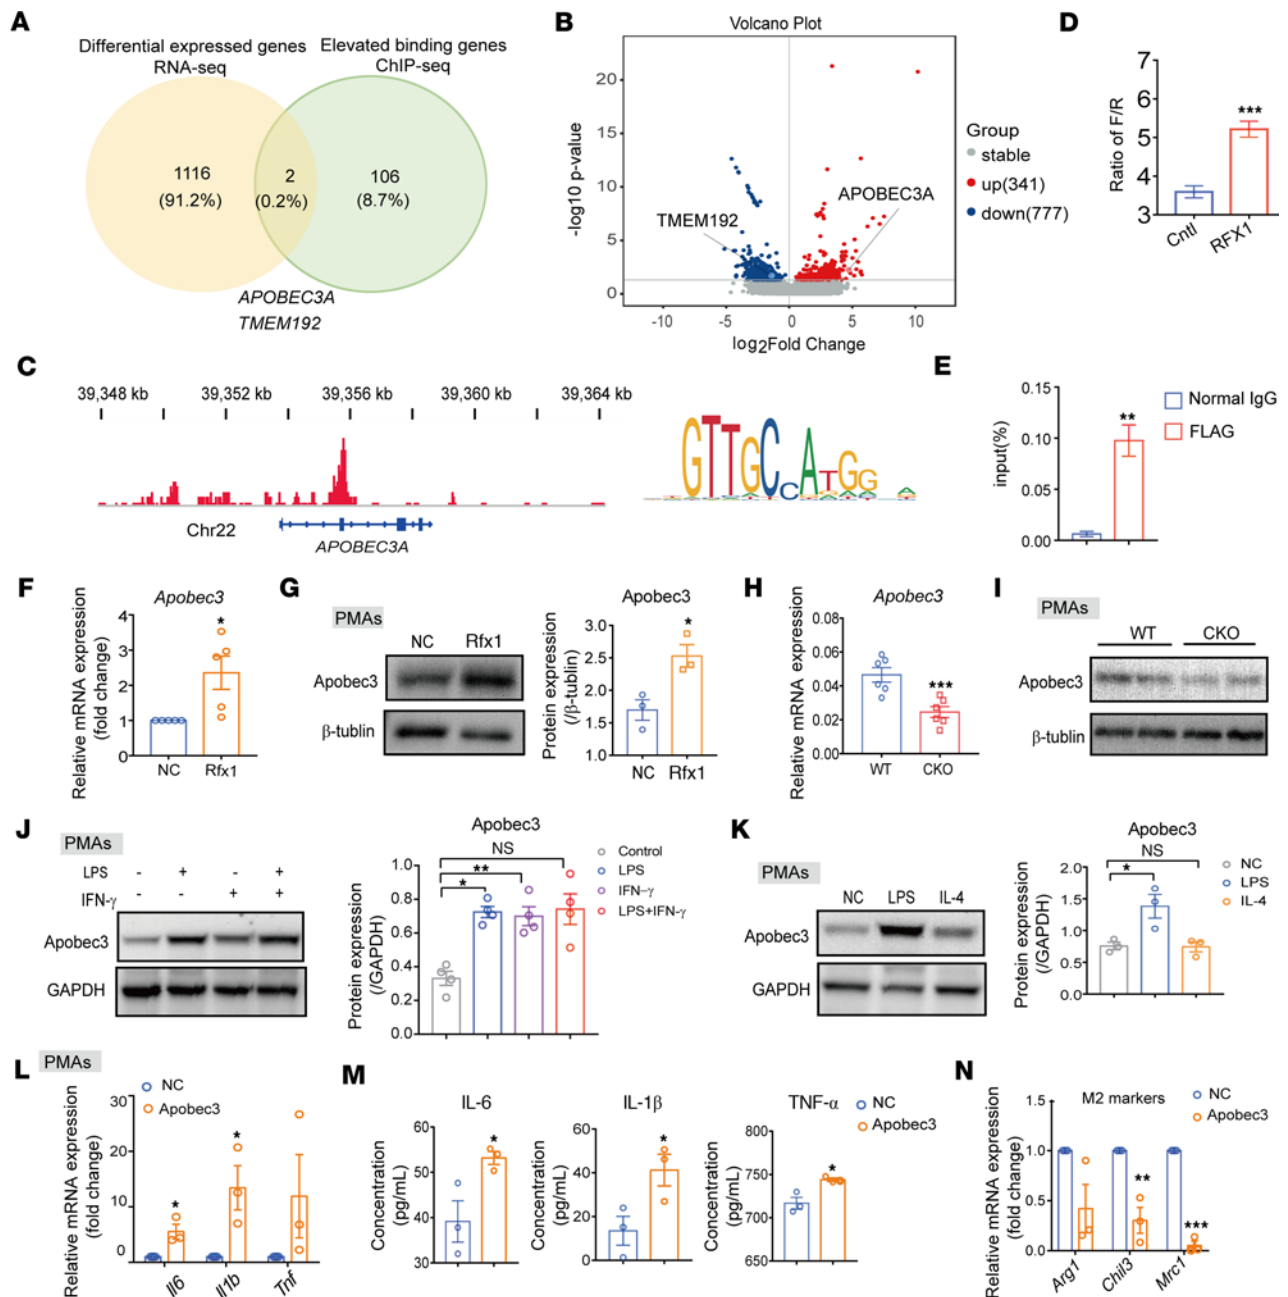 A
Differential expressed genes
RNA-seq
Elevated binding genes
ChIP-seq
1116
(91.2%)
2
(0.2%)
106
(8.7%)
APOBEC3A
TMEM192
B
Volcano Plot
-log10 p-value
20
15
10
5
0
-10
-5
0
5
10
log2Fold Change
TMEM192
APOBEC3A
Group
stable
up(341)
down(777)
D
Ratio of F/R
7
6
5
4
3
***
Cntl
RFX1
C
39,348 kb
39,352 kb
39,356 kb
39,360 kb
39,364 kb
Chr22
APOBEC3A
GTTGCCATGG A
E
input(%)
0.15
0.10
0.05
0.00
**
Normal IgG
FLAG
F
Apobec3
Relative mRNA expression
(fold change)
4
3
2
1
0
*
NC
Rfx1
G
PMAs
NC
Rfx1
Apobec3
β-tublin
Apobec3
Protein expression
(/β-tublin)
3.0
2.5
2.0
1.5
1.0
*
NC
Rfx1
H
Apobec3
Relative mRNA expression
0.08
0.06
0.04
0.02
0.00
***
WT
CKO
I
PMAs
WT
CKO
Apobec3
β-tublin
J
PMAs
LPS - + - +
IFN-γ - - + +
Apobec3
GAPDH
Apobec3
Protein expression
(/GAPDH)
1.0
0.8
0.6
0.4
0.2
0.0
NS
**
*
Control
LPS
IFN-γ
LPS+IFN-γ
K
PMAs
NC
LPS
IL-4
Apobec3
GAPDH
Apobec3
Protein expression
(/GAPDH)
2.0
1.5
1.0
0.5
0.0
NS
*
NC
LPS
IL-4
L
PMAs
NC
Apobec3
Relative mRNA expression
(fold change)
30
20
10
0
*
*
Il6
Il1b
Tnf
M
IL-6
Concentration
(pg/mL)
60
50
40
30
*
IL-1β
Concentration
(pg/mL)
60
40
20
0
*
TNF-α
Concentration
(pg/mL)
800
750
700
650
*
NC
Apobec3
N
M2 markers
NC
Apobec3
Relative mRNA expression
(fold change)
1.5
1.0
0.5
0.0
**
***
Arg1
Chil3
Mrc1